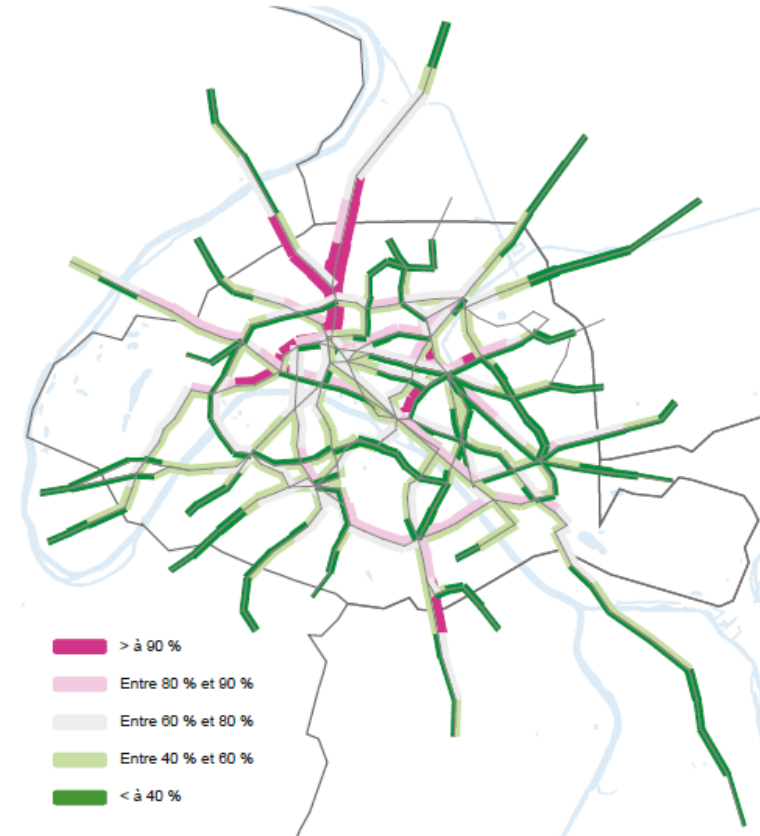 > à 90 %
Entre 80 % et 90 %
Entre 60 % et 80 %
Entre 40 % et 60 %
< à 40 %